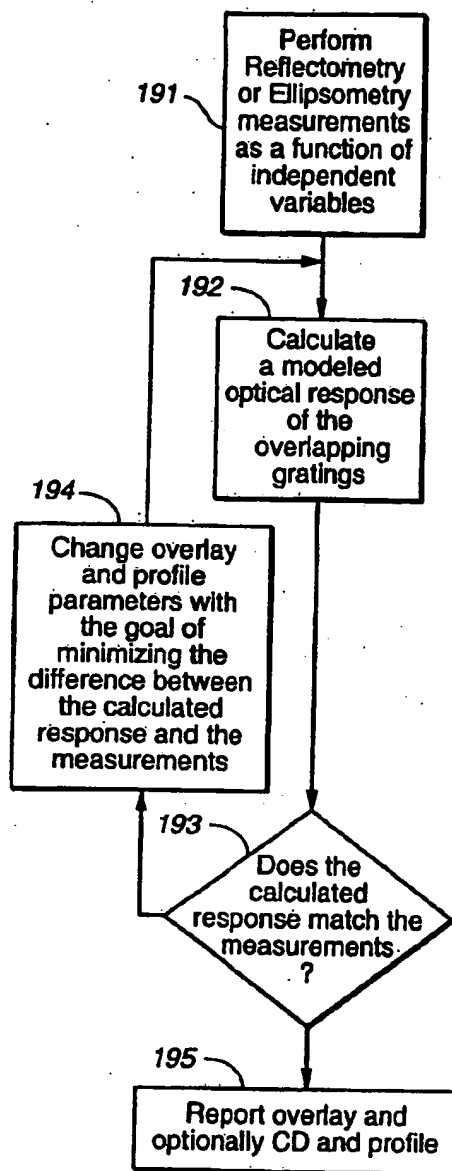 191
Perform
Reflectometry
or Ellipsometry
measurements
as a function of
independent
variables
192
Calculate
a modeled
optical response
of the
overlapping
gratings
194
Change overlay
and profile
parameters with
the goal of
minimizing the
difference between
the calculated
response and the
measurements
193
Does the
calculated
response match the
measurements
?
195
Report overlay and
optionally CD and profile